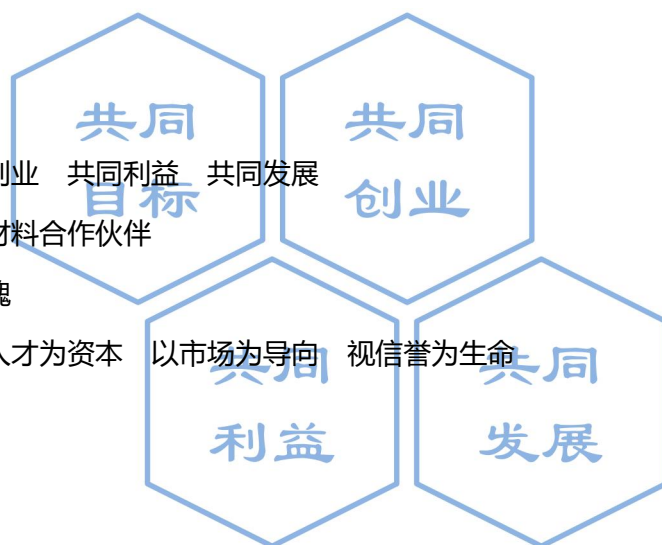 共同
目标
共同
创业
创业 共同利益 共同发展
材料合作伙伴
人才为资本 以市场为导向 视信誉为生命
共同
利益
共同
发展